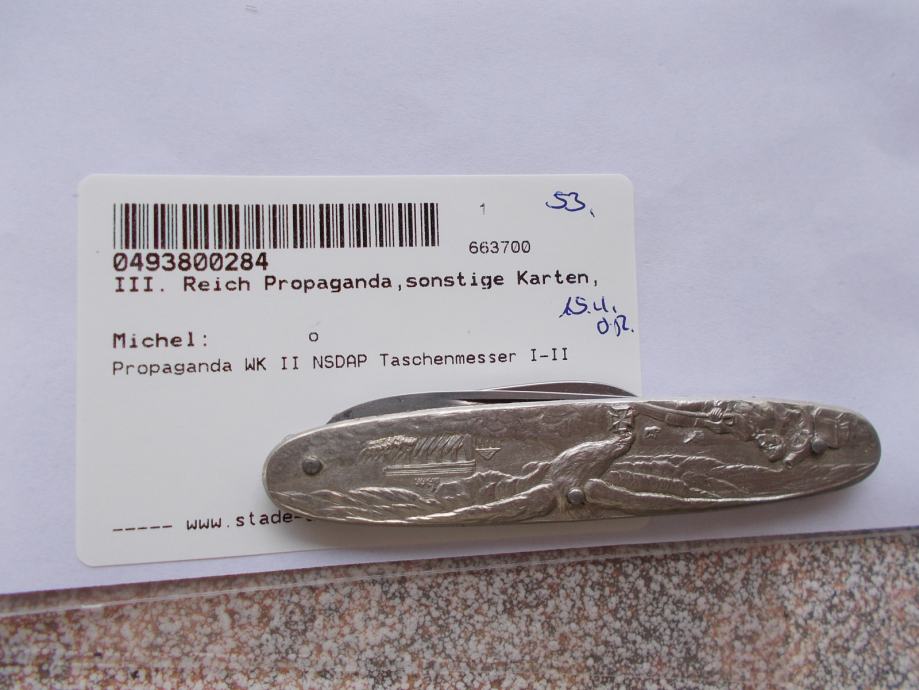 1 53.
663700
0493800284
III. Reich Propaganda,sonstige Karten,
15.4.
Michel: o
Propaganda WK II NSDAP Taschenmesser I-II
----- www.stade-